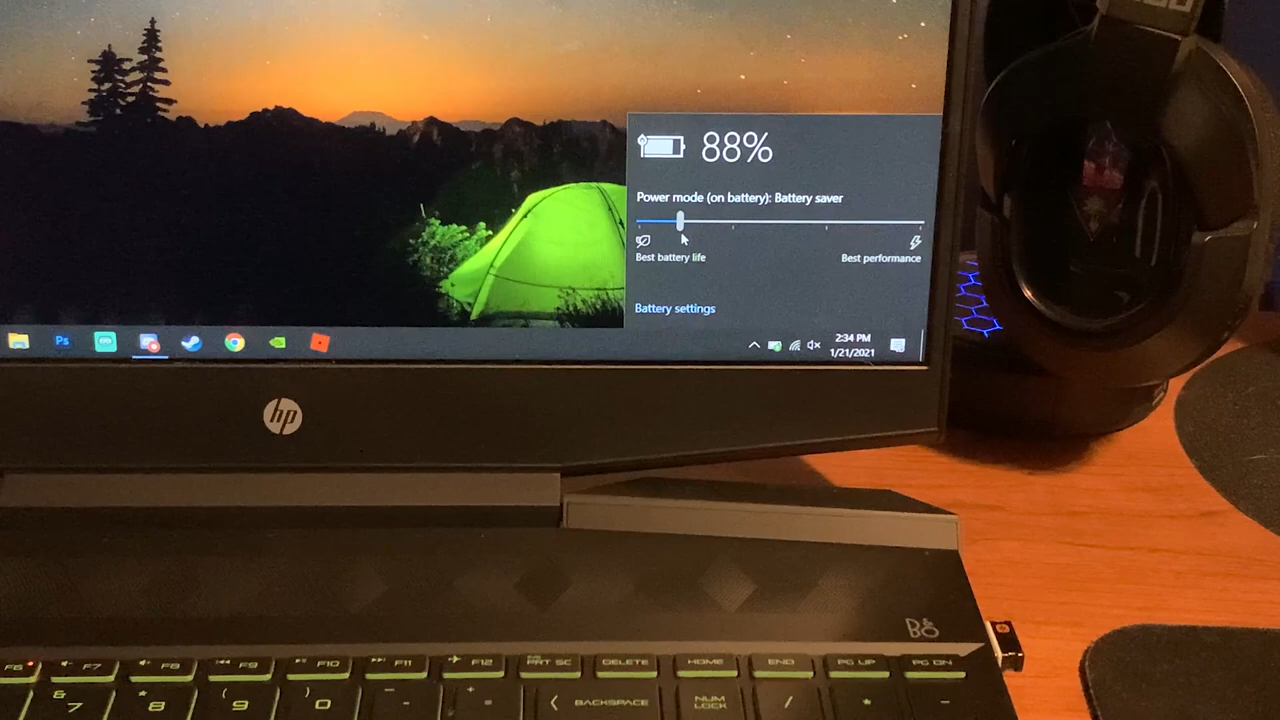 88%
Power mode (on battery): Battery saver
Best battery life
Best performance
Battery settings
Ps
2:34 PM
1/21/2021
hp
B&O
F6 F7 F8 F9 F10 F11 F12 PRT SC DELETE HOME END PG UP PG DN
& * ( ) - + BACKSPACE NUM LOCK / * -
7 8 9 0 - =